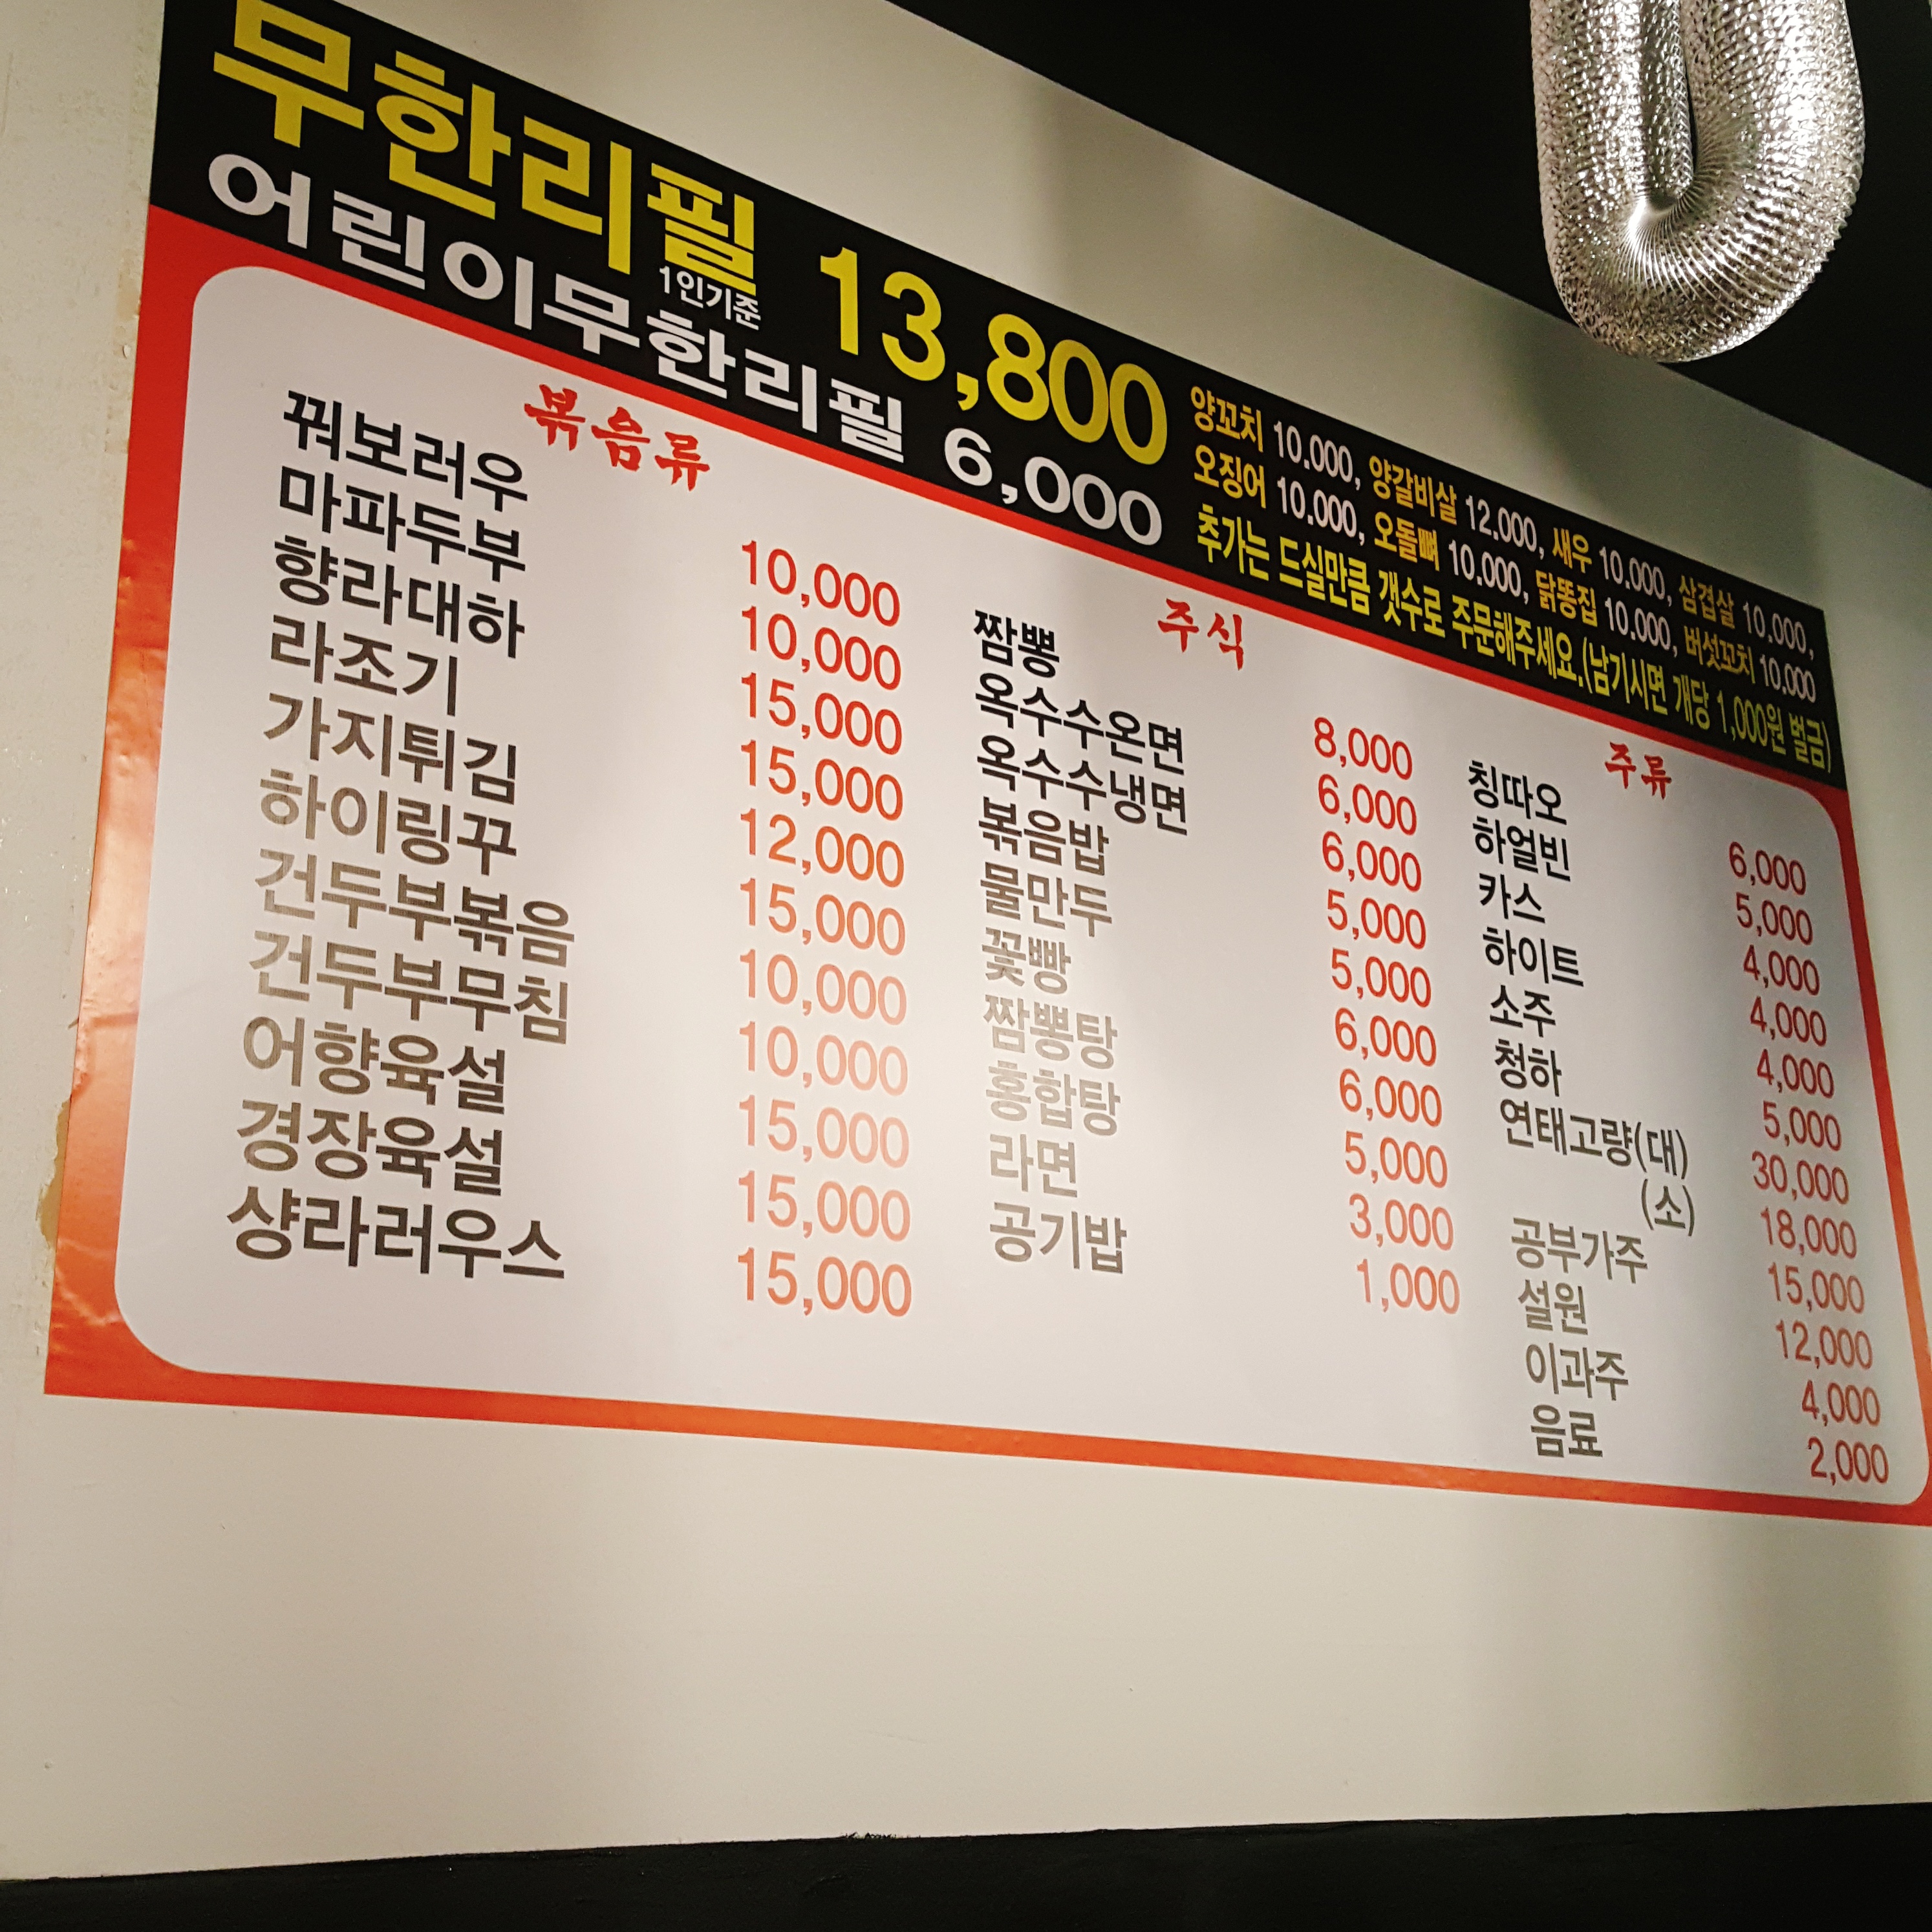 무한리필 13,800
1인기준
어린이무한리필 6,000
양꼬치 10.000, 양갈비살 12.000, 새우 10.000, 삼겹살 10.000,
오징어 10.000, 오돌뼈 10.000, 닭똥집 10.000, 버섯꼬치 10.000
추가는 드실만큼 갯수로 주문해주세요.(남기시면 개당 1,000원 벌금)
볶음류
꿔보러우 10,000
마파두부 10,000
향라대하 15,000
라조기 15,000
가지튀김 12,000
하이링꾸 15,000
건두부볶음 10,000
건두부무침 10,000
어향육설 15,000
경장육설 15,000
샹라러우스 15,000
주식
짬뽕 8,000
옥수수온면 6,000
옥수수냉면 6,000
볶음밥 5,000
물만두 5,000
꽃빵 6,000
짬뽕탕 6,000
홍합탕 5,000
라면 3,000
공기밥 1,000
주류
칭따오 6,000
하얼빈 5,000
카스 4,000
하이트 4,000
소주 4,000
청하 5,000
연태고량(대) 30,000
(소) 18,000
공부가주 15,000
설원 12,000
이과주 4,000
음료 2,000